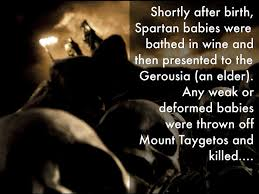 Shortly after birth,
Spartan babies were
bathed in wine and
then presented to the
Gerousia (an elder).
Any weak or
deformed babies
were thrown off
Mount Taygetos and
killed....